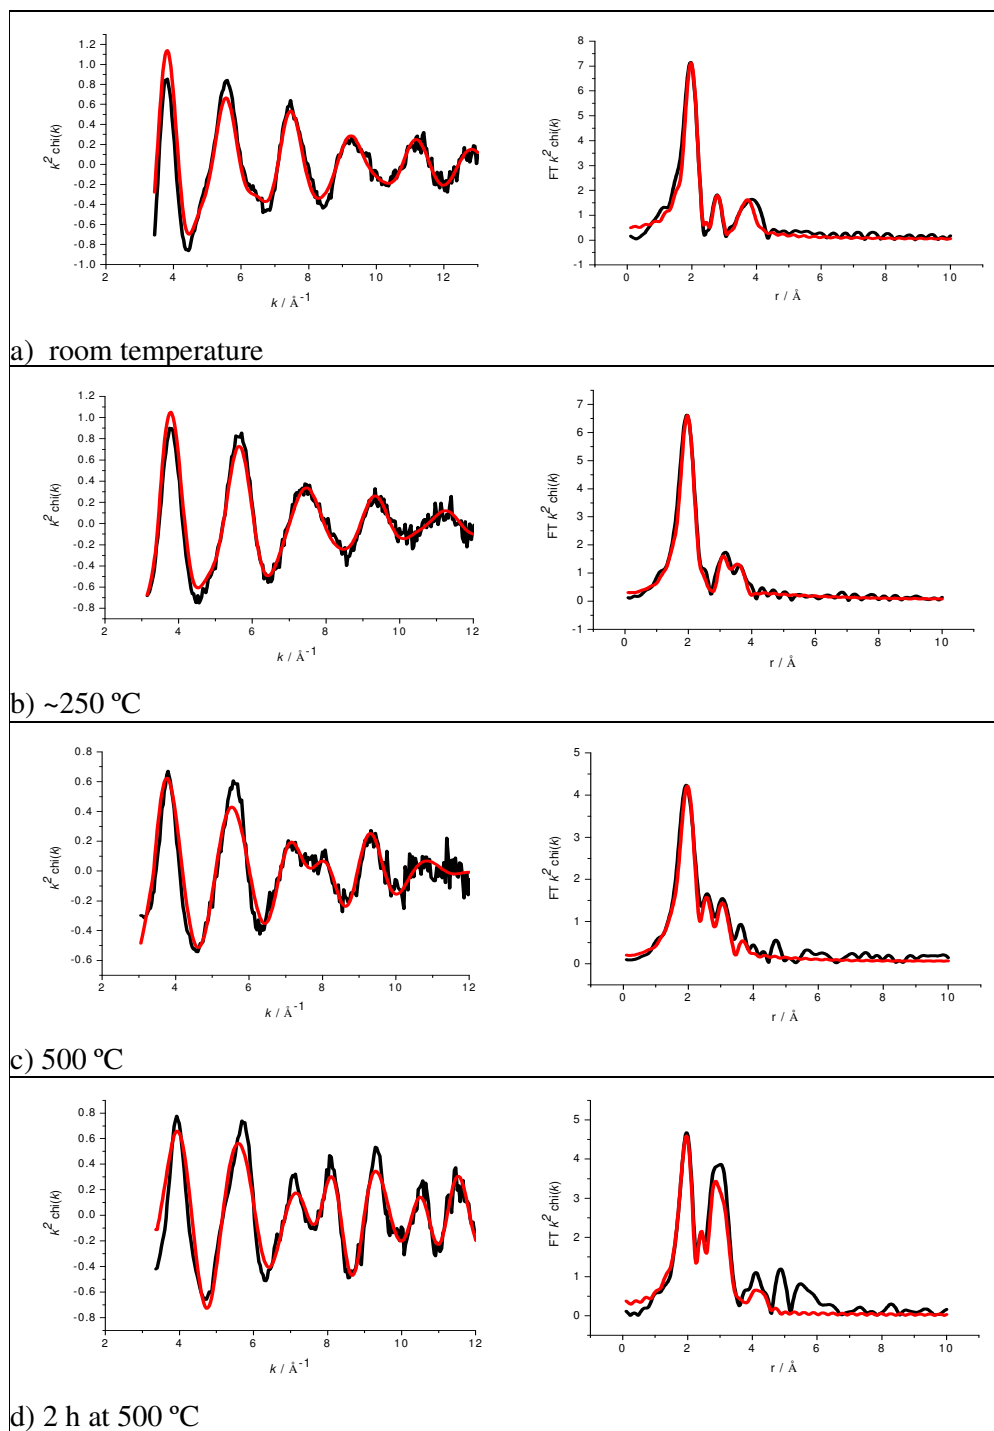 1.2
1.0
0.8
0.6
0.4
0.2
0.0
-0.2
-0.4
-0.6
-0.8
-1.0
2 4 6 8 10 12
k² chi(k)
k / Å⁻¹
8
7
6
5
4
3
2
1
0
-1
0 2 4 6 8 10
FT k² chi(k)
r / Å
a) room temperature
1.2
1.0
0.8
0.6
0.4
0.2
0.0
-0.2
-0.4
-0.6
-0.8
2 4 6 8 10 12
k² chi(k)
k / Å⁻¹
7
6
5
4
3
2
1
0
-1
0 2 4 6 8 10
FT k² chi(k)
r / Å
b) ~250 ºC
0.8
0.6
0.4
0.2
0.0
-0.2
-0.4
-0.6
2 4 6 8 10 12
k² chi(k)
k / Å⁻¹
5
4
3
2
1
0
0 2 4 6 8 10
FT k² chi(k)
r / Å
c) 500 ºC
0.8
0.6
0.4
0.2
0.0
-0.2
-0.4
-0.6
-0.8
2 4 6 8 10 12
k² chi(k)
k / Å⁻¹
5
4
3
2
1
0
0 2 4 6 8 10
FT k² chi(k)
r / Å
d) 2 h at 500 ºC